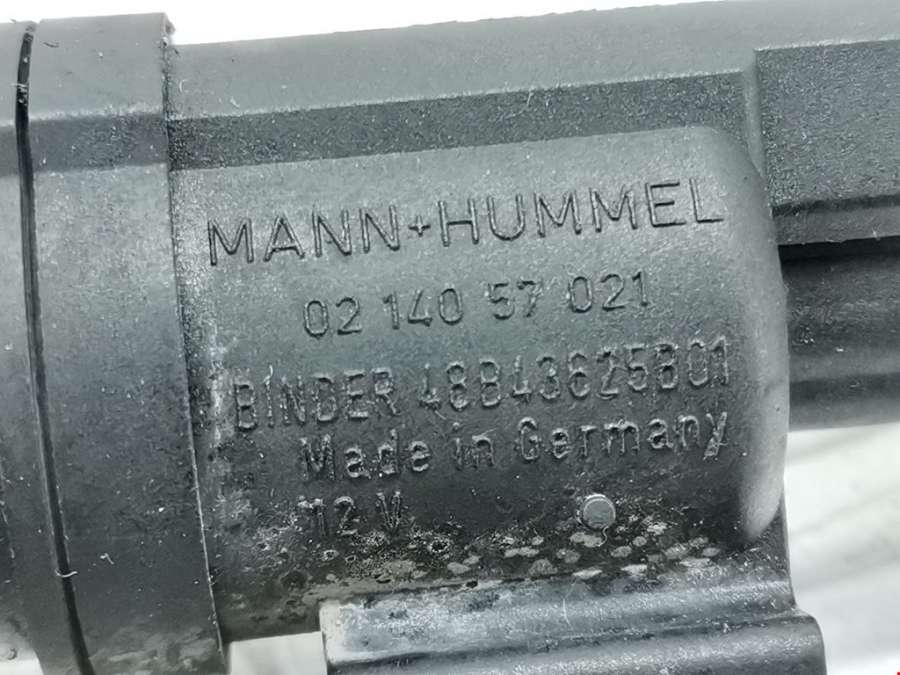 MANN+HUMMEL
02 140 57 021
BINDER 48B43625B01
Made in Germany
12 V